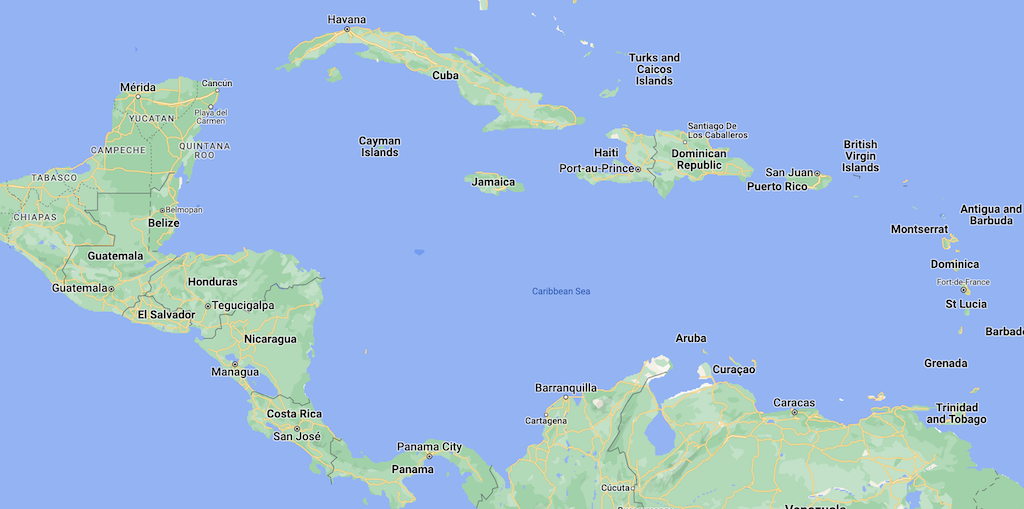 Havana
Turks and
Caicos
Islands
Cuba
Mérida
Cancún
Playa del
Carmen
YUCATAN
CAMPECHE
QUINTANA
ROO
TABASCO
CHIAPAS
Cayman
Islands
Santiago De
Los Caballeros
Haiti
Port-au-Prince
Dominican
Republic
British
Virgin
Islands
San Juan
Puerto Rico
Jamaica
Belmopan
Belize
Antigua and
Barbuda
Montserrat
Guatemala
Dominica
Honduras
Guatemala
Fort-de-France
Caribbean Sea
Tegucigalpa
St Lucia
El Salvador
Nicaragua
Barbad
Aruba
Grenada
Managua
Curaçao
Barranquilla
Costa Rica
Caracas
Trinidad
and Tobago
Cartagena
San José
Panama City
Panama
Cúcuta